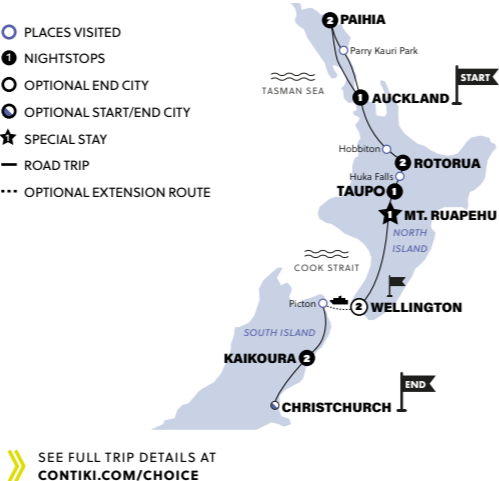 PLACES VISITED
1 NIGHTSTOPS
OPTIONAL END CITY
OPTIONAL START/END CITY
1 SPECIAL STAY
ROAD TRIP
OPTIONAL EXTENSION ROUTE
2 PAIHIA
Parry Kauri Park
TASMAN SEA
START
1 AUCKLAND
Hobbiton
2 ROTORUA
Huka Falls
TAUPO 1
1 MT. RUAPEHU
NORTH
ISLAND
COOK STRAIT
Picton
2 WELLINGTON
SOUTH ISLAND
KAIKOURA 2
END
CHRISTCHURCH
SEE FULL TRIP DETAILS AT
CONTIKI.COM/CHOICE